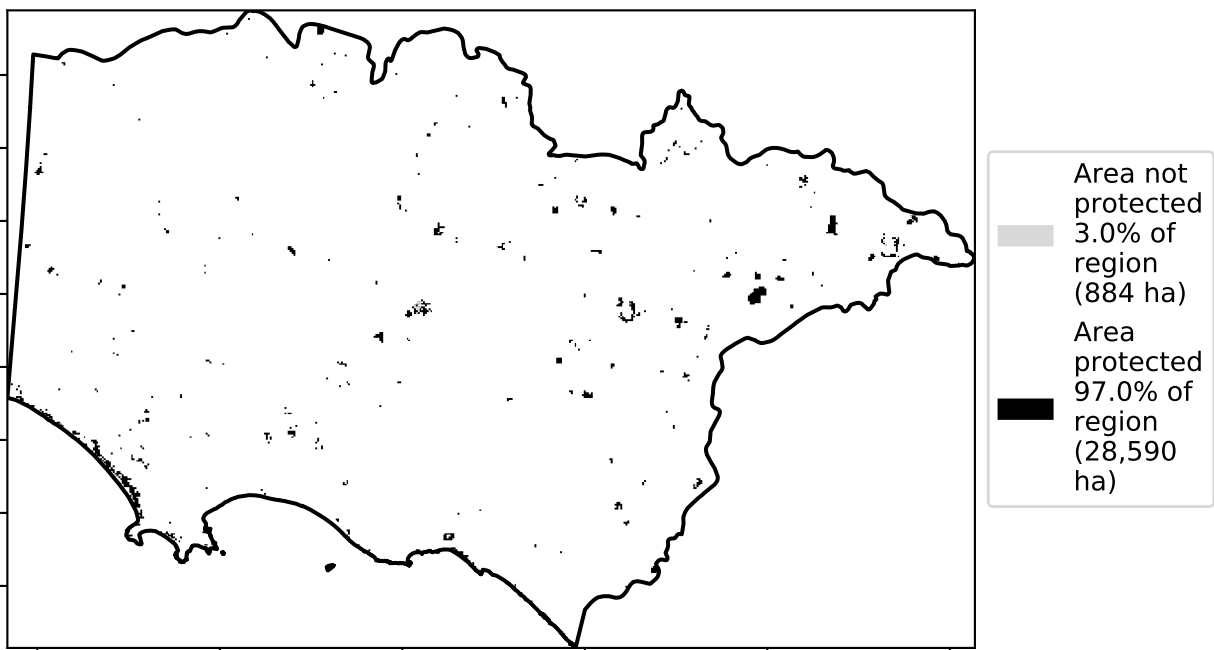 Area not
protected
3.0% of
region
(884 ha)
Area
protected
97.0% of
region
(28,590
ha)